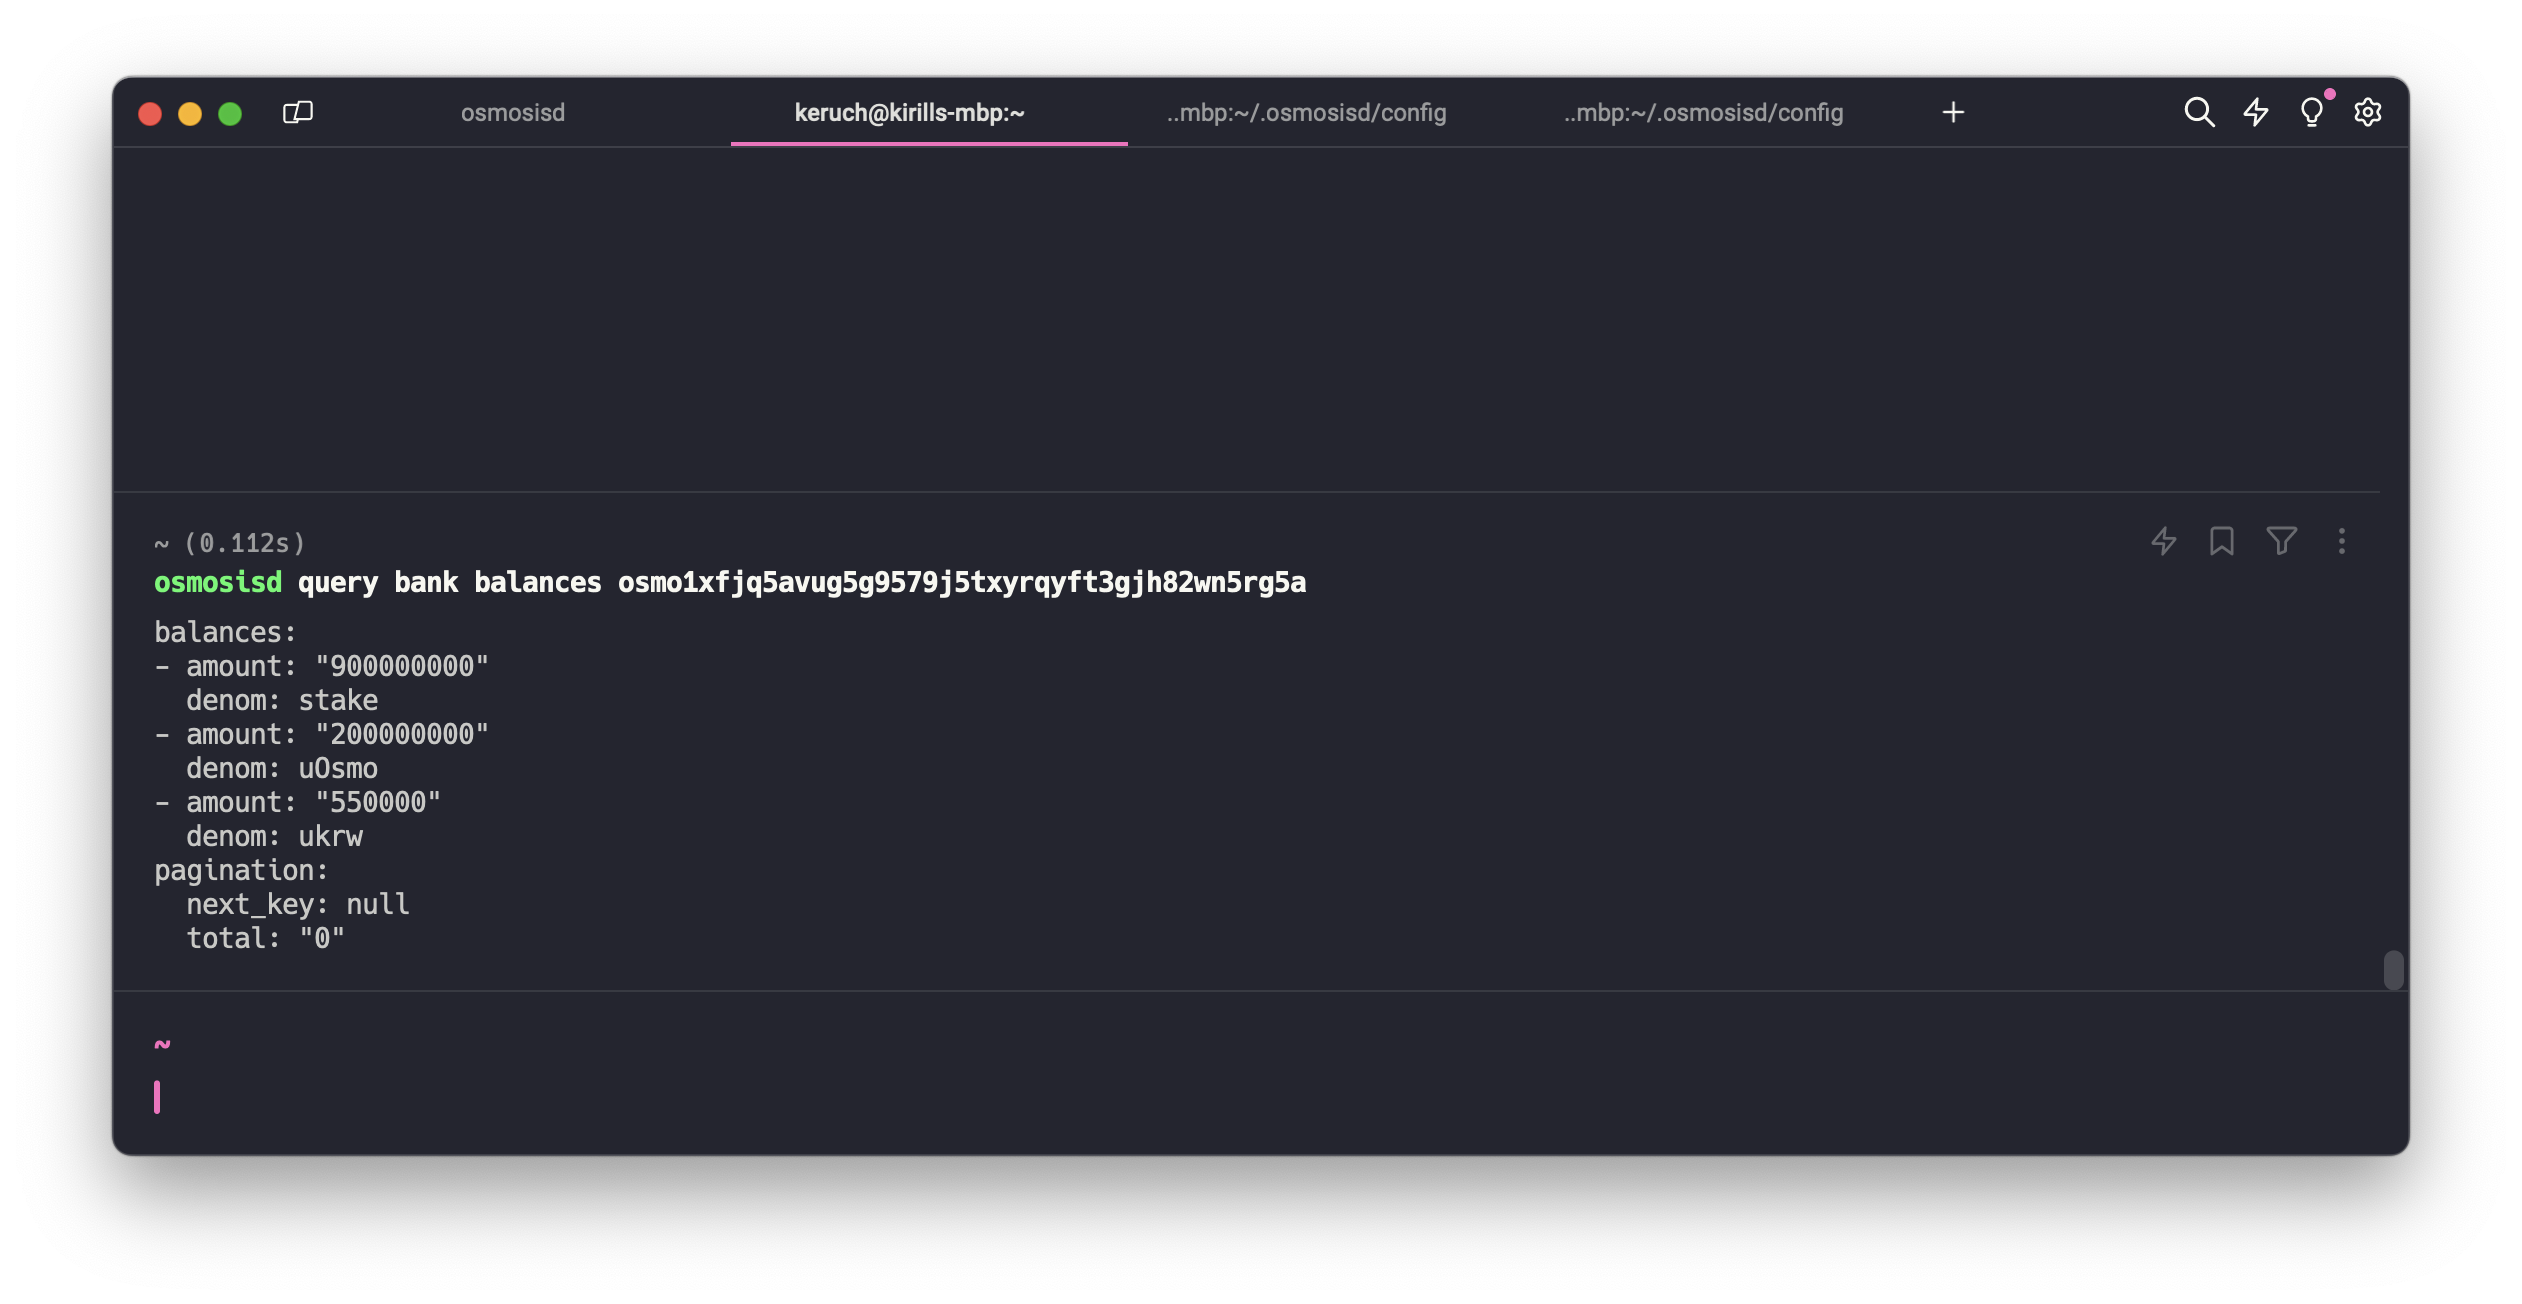 osmosisd
keruch@kirills-mbp:~
..mbp:~/.osmosisd/config
..mbp:~/.osmosisd/config
~ (0.112s)
osmosisd query bank balances osmo1xfjq5avug5g9579j5txyrqyft3gjh82wn5rg5a
balances:
- amount: "900000000"
  denom: stake
- amount: "200000000"
  denom: uOsmo
- amount: "550000"
  denom: ukrw
pagination:
  next_key: null
  total: "0"
~